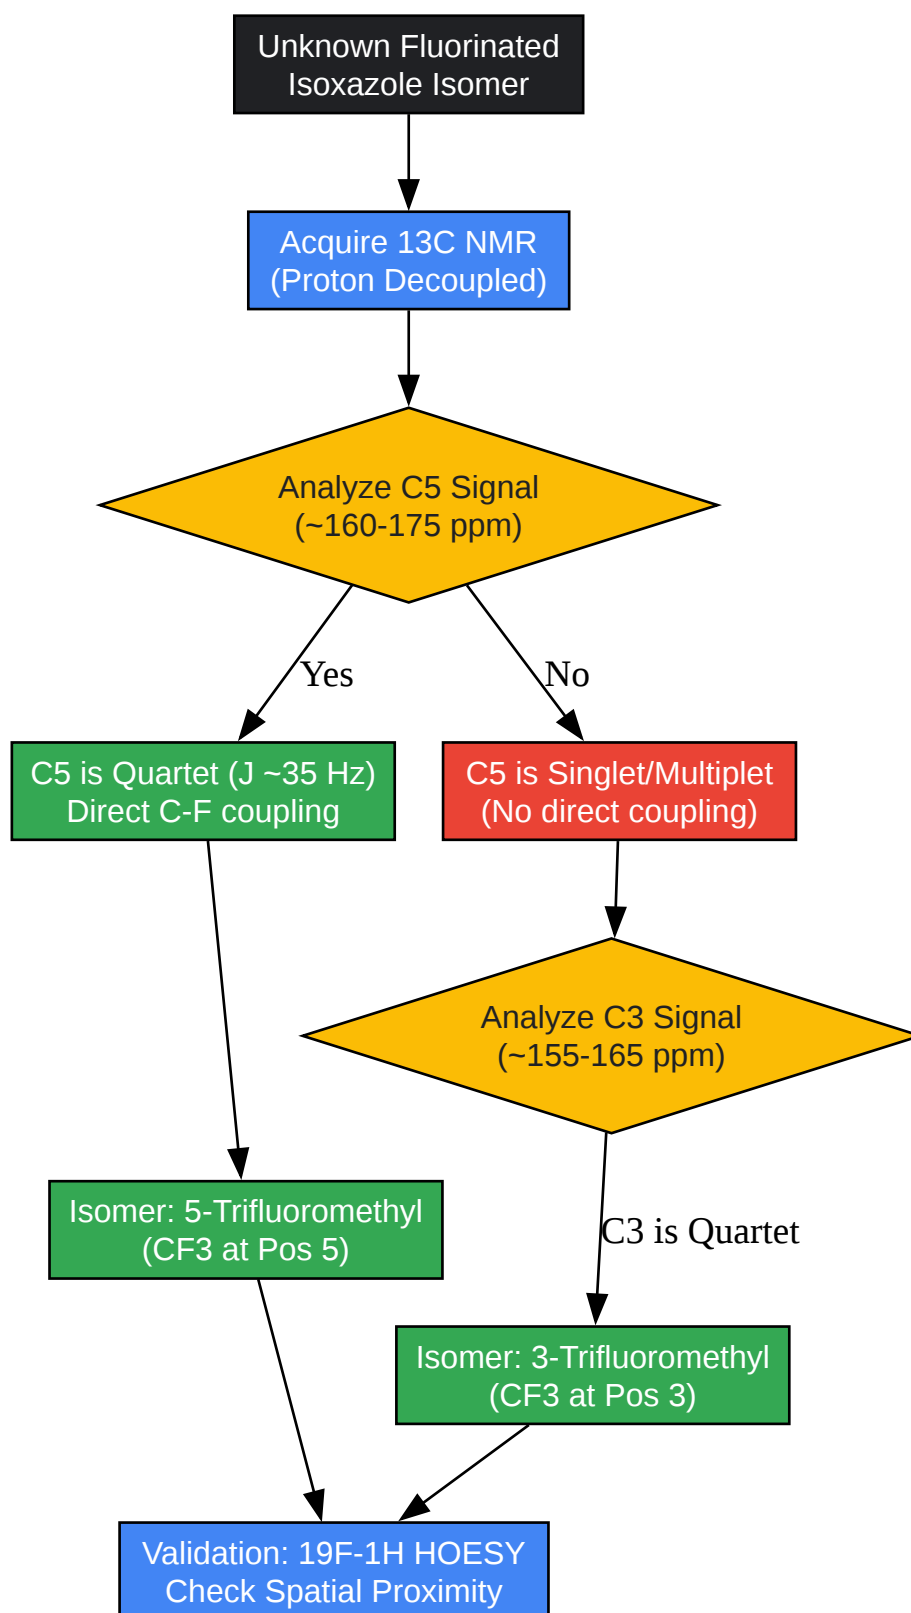 Unknown Fluorinated
Isoxazole Isomer
Acquire 13C NMR
(Proton Decoupled)
Analyze C5 Signal
(~160-175 ppm)
Yes
No
C5 is Quartet (J ~35 Hz)
Direct C-F coupling
C5 is Singlet/Multiplet
(No direct coupling)
Analyze C3 Signal
(~155-165 ppm)
Isomer: 5-Trifluoromethyl
(CF3 at Pos 5)
C3 is Quartet
Isomer: 3-Trifluoromethyl
(CF3 at Pos 3)
Validation: 19F-1H HOESY
Check Spatial Proximity